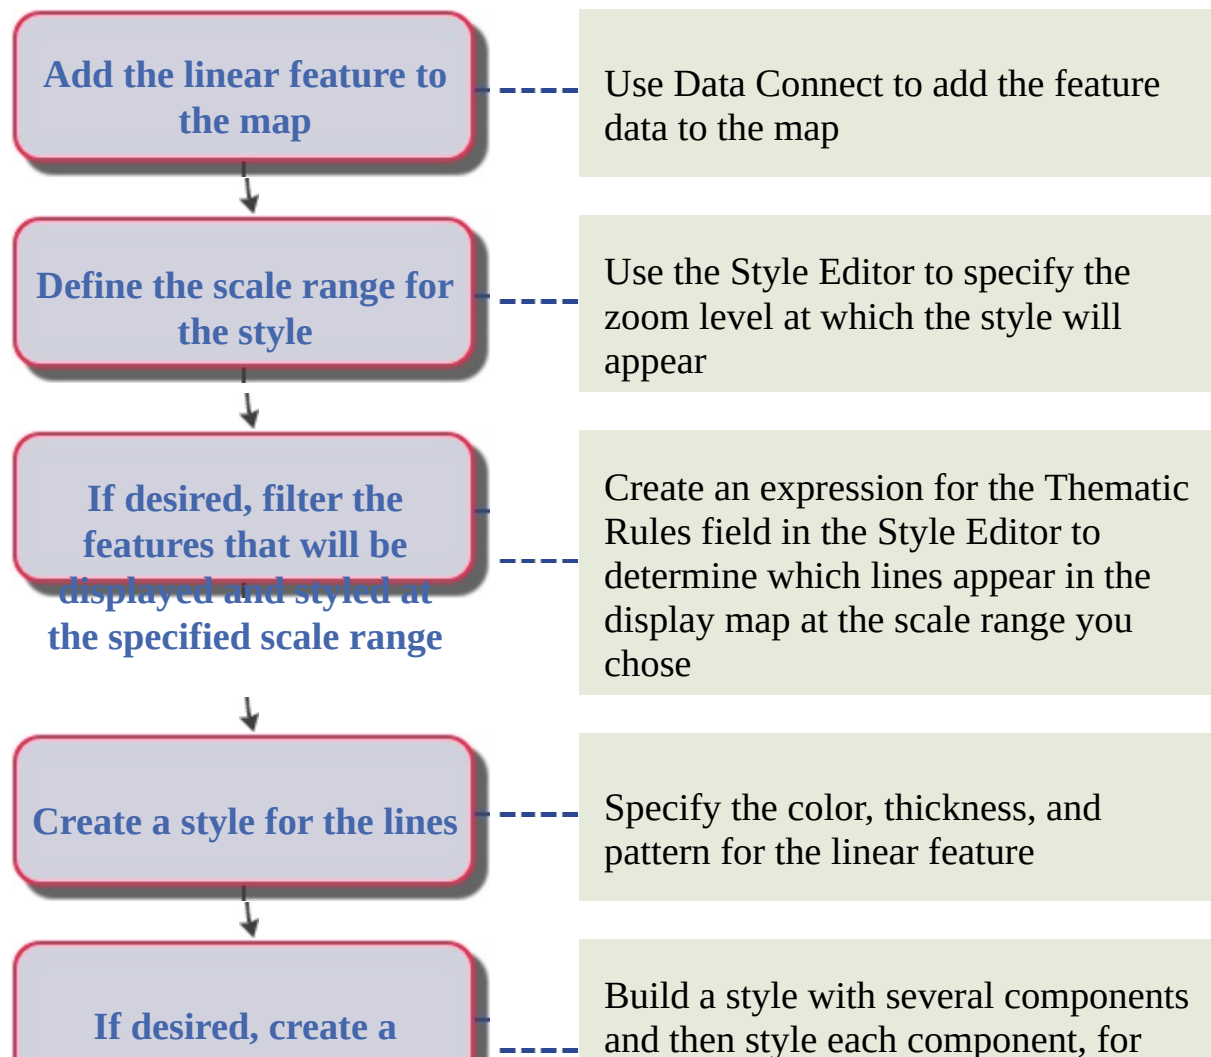 Add the linear feature to
the map
Use Data Connect to add the feature
data to the map
Define the scale range for
the style
Use the Style Editor to specify the
zoom level at which the style will
appear
If desired, filter the
features that will be
displayed and styled at
the specified scale range
Create an expression for the Thematic
Rules field in the Style Editor to
determine which lines appear in the
display map at the scale range you
chose
Create a style for the lines
Specify the color, thickness, and
pattern for the linear feature
If desired, create a
Build a style with several components
and then style each component, for